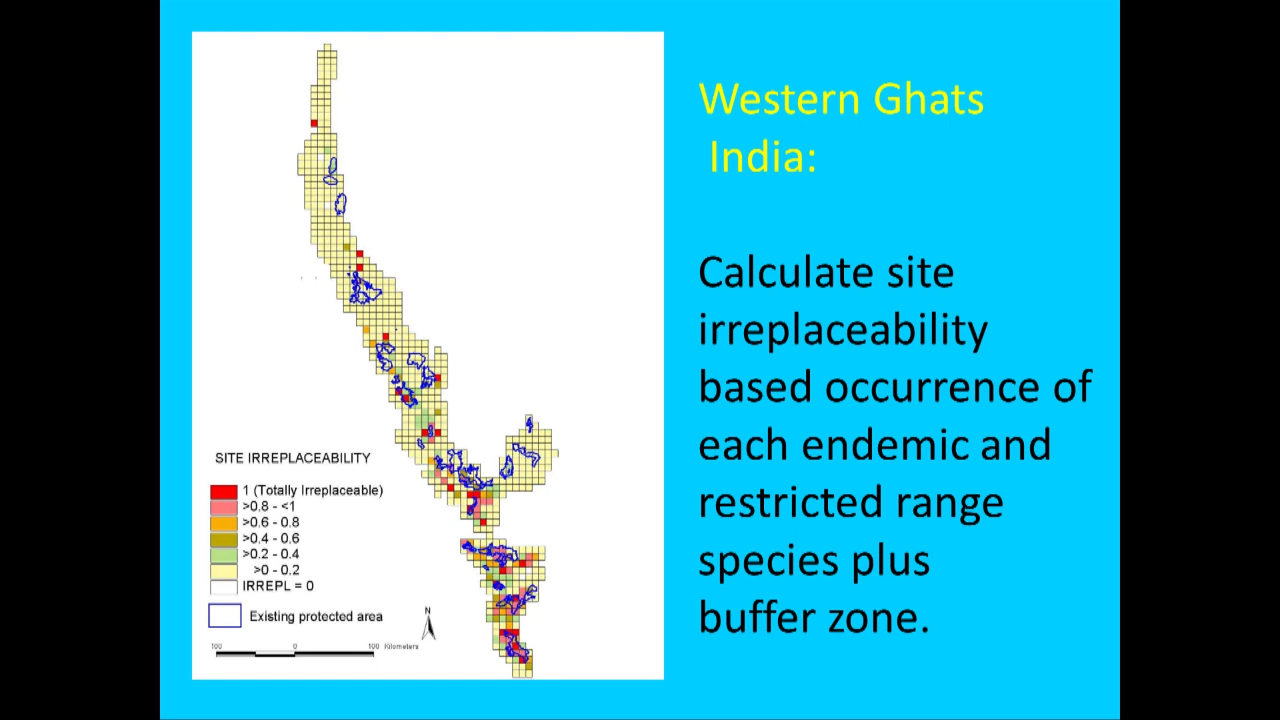 Western Ghats
India:
Calculate site
irreplaceability
based occurrence of
each endemic and
restricted range
species plus
buffer zone.
SITE IRREPLACEABILITY
1 (Totally Irreplaceable)
>0.8 - <1
>0.6 - 0.8
>0.4 - 0.6
>0.2 - 0.4
>0 - 0.2
IRREPL = 0
Existing protected area
N
100 0 100 Kilometers